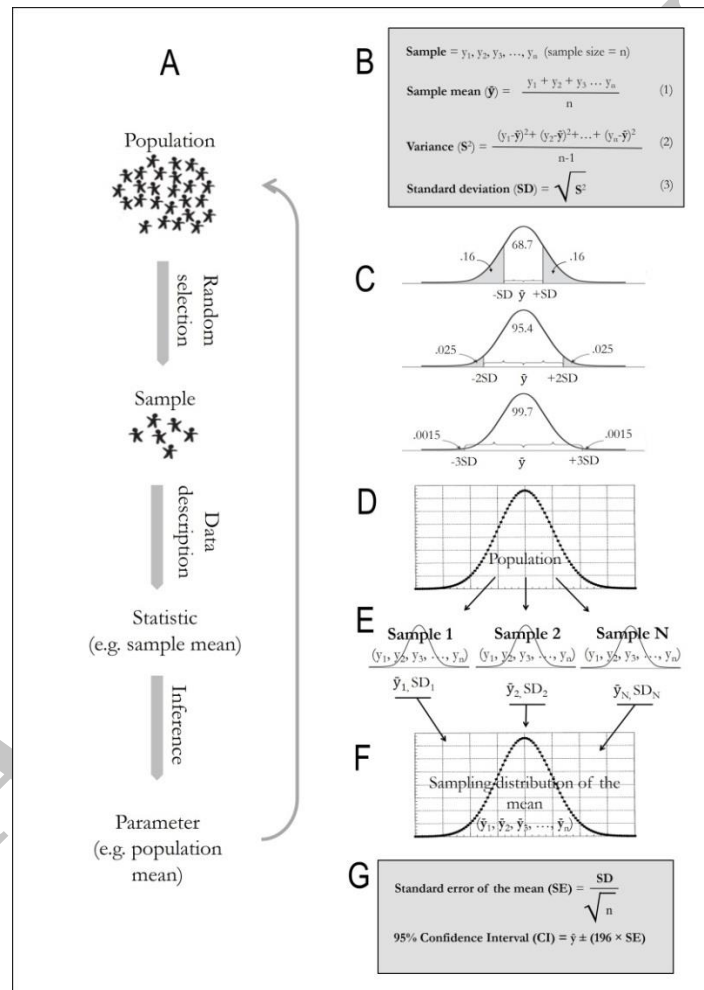 A
Population
Random
selection
Sample
Data
description
Statistic
(e.g. sample mean)
Inference
Parameter
(e.g. population
mean)
B
Sample = y₁, y₂, y₃, …, yₙ (sample size = n)
Sample mean (ȳ) = y₁ + y₂ + y₃ … yₙ / n (1)
Variance (S²) = (y₁-ȳ)²+ (y₂-ȳ)²+…+ (yₙ-ȳ)² / n-1 (2)
Standard deviation (SD) = √S² (3)
C
.16 68.7 .16
-SD ȳ +SD
.025 95.4 .025
-2SD ȳ +2SD
.0015 99.7 .0015
-3SD ȳ +3SD
D
Population
E
Sample 1 Sample 2 Sample N
(y₁, y₂, y₃, …, yₙ) (y₁, y₂, y₃, …, yₙ) (y₁, y₂, y₃, …, yₙ)
ȳ₁, SD₁ ȳ₂, SD₂ ȳN, SDN
F
Sampling distribution of the
mean
(ȳ₁, ȳ₂, ȳ₃, …, ȳₙ)
G
Standard error of the mean (SE) = SD / √n
95% Confidence Interval (CI) = ȳ ± (196 × SE)